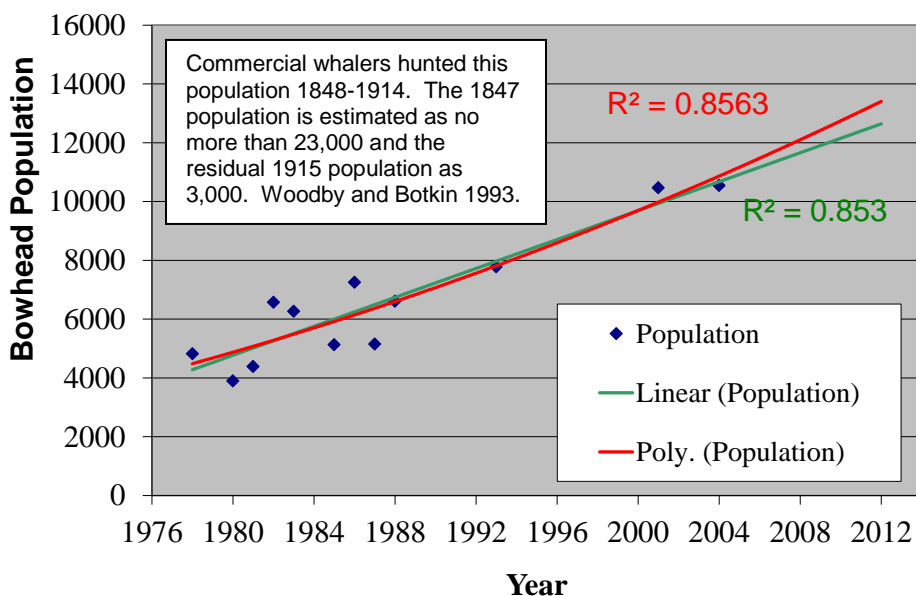 Bowhead Population
16000
14000
12000
10000
8000
6000
4000
2000
0
Commercial whalers hunted this
population 1848-1914.  The 1847
population is estimated as no
more than 23,000 and the
residual 1915 population as
3,000.  Woodby and Botkin 1993.
R² = 0.8563
R² = 0.853
Population
Linear (Population)
Poly. (Population)
1976 1980 1984 1988 1992 1996 2000 2004 2008 2012
Year